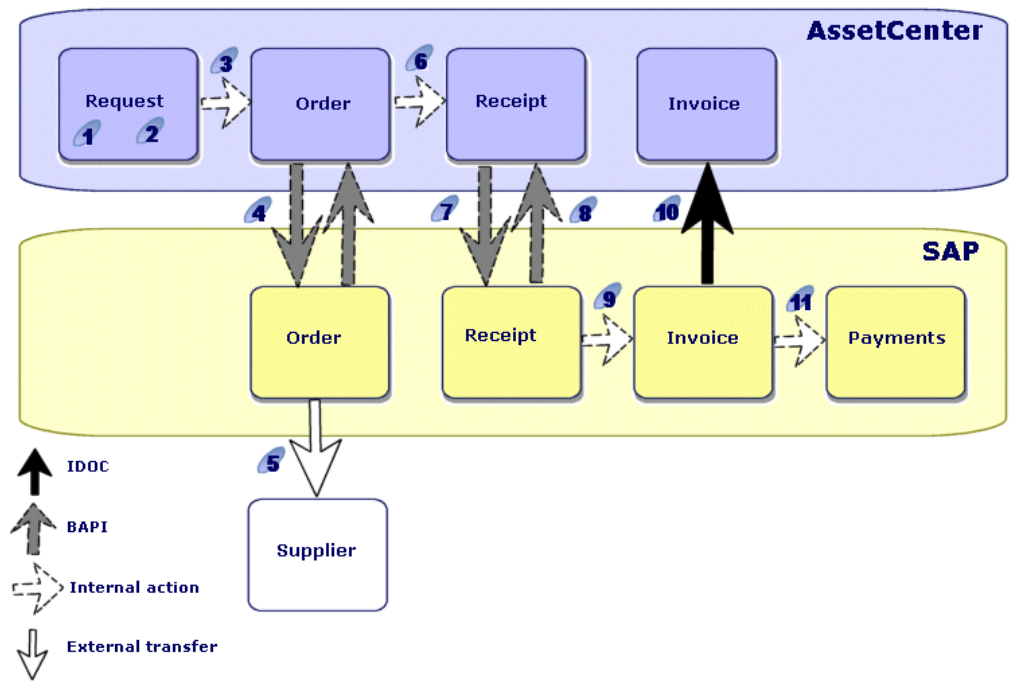 AssetCenter
3
6
Request
Order
Receipt
Invoice
1
2
4
7
8
10
SAP
9
11
Order
Receipt
Invoice
Payments
5
IDOC
BAPI
Supplier
Internal action
External transfer